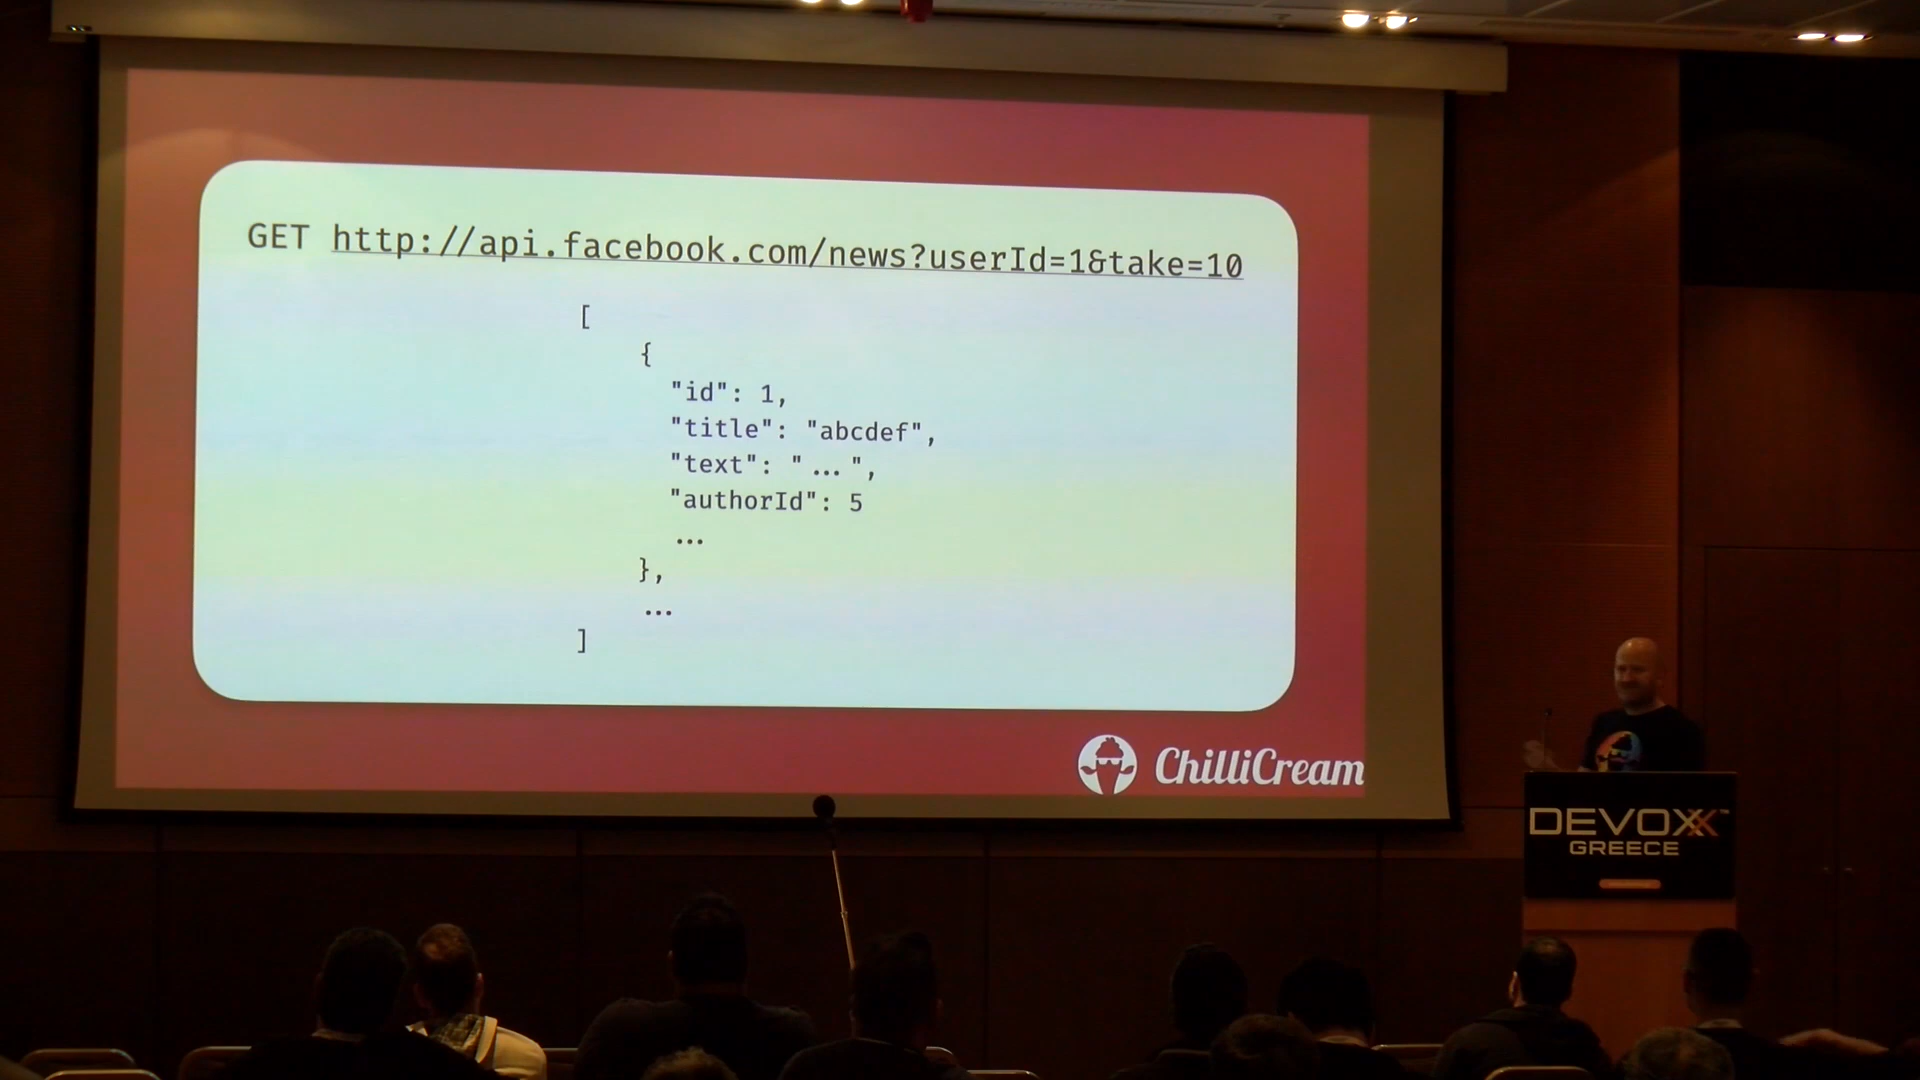 GET http://api.facebook.com/news?userId=1&take=10
[
{
"id": 1,
"title": "abcdef",
"text": "...",
"authorId": 5
...
},
...
]
ChilliCream
DEVOXX™
GREECE